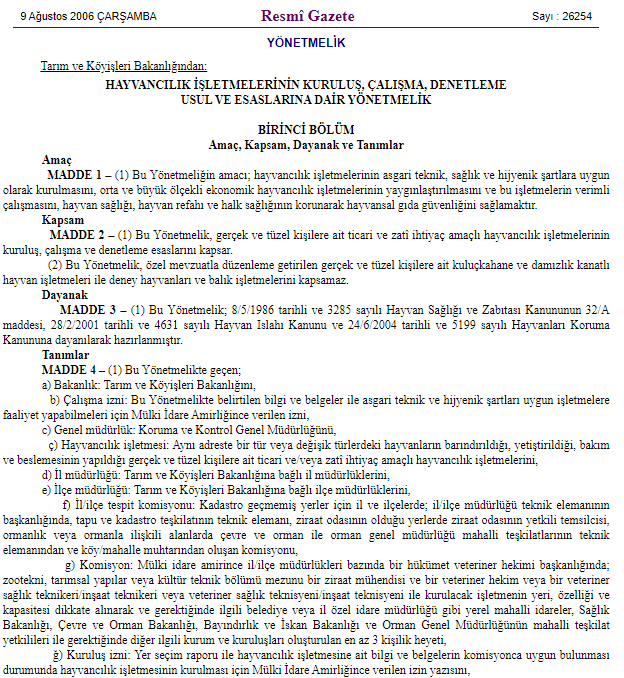 9 Ağustos 2006 ÇARŞAMBA Resmî Gazete Sayı : 26254
YÖNETMELİK
Tarım ve Köyişleri Bakanlığından:
HAYVANCILIK İŞLETMELERİNİN KURULUŞ, ÇALIŞMA, DENETLEME
USUL VE ESASLARINA DAİR YÖNETMELİK
BİRİNCİ BÖLÜM
Amaç, Kapsam, Dayanak ve Tanımlar
Amaç
MADDE 1 – (1) Bu Yönetmeliğin amacı; hayvancılık işletmelerinin asgari teknik, sağlık ve hijyenik şartlara uygun
olarak kurulmasını, orta ve büyük ölçekli ekonomik hayvancılık işletmelerinin yaygınlaştırılmasını ve bu işletmelerin verimli
çalışmasını, hayvan sağlığı, hayvan refahı ve halk sağlığının korunarak hayvansal gıda güvenliğini sağlamaktır.
Kapsam
MADDE 2 – (1) Bu Yönetmelik, gerçek ve tüzel kişilere ait ticari ve zatî ihtiyaç amaçlı hayvancılık işletmelerinin
kuruluş, çalışma ve denetleme esaslarını kapsar.
(2) Bu Yönetmelik, özel mevzuatla düzenleme getirilen gerçek ve tüzel kişilere ait kuluçkahane ve damızlık kanatlı
hayvan işletmeleri ile deney hayvanları ve balık işletmelerini kapsamaz.
Dayanak
MADDE 3 – (1) Bu Yönetmelik; 8/5/1986 tarihli ve 3285 sayılı Hayvan Sağlığı ve Zabıtası Kanununun 32/A
maddesi, 28/2/2001 tarihli ve 4631 sayılı Hayvan Islahı Kanunu ve 24/6/2004 tarihli ve 5199 sayılı Hayvanları Koruma
Kanununa dayanılarak hazırlanmıştır.
Tanımlar
MADDE 4 – (1) Bu Yönetmelikte geçen;
a) Bakanlık: Tarım ve Köyişleri Bakanlığını,
b) Çalışma izni: Bu Yönetmelikte belirtilen bilgi ve belgeler ile asgari teknik ve hijyenik şartları uygun işletmelere
faaliyet yapabilmeleri için Mülki İdare Amirliğince verilen izni,
c) Genel müdürlük: Koruma ve Kontrol Genel Müdürlüğünü,
ç) Hayvancılık işletmesi: Aynı adreste bir tür veya değişik türlerdeki hayvanların barındırıldığı, yetiştirildiği, bakım
ve beslemesinin yapıldığı gerçek ve tüzel kişilere ait ticari ve/veya zatî ihtiyaç amaçlı hayvancılık işletmelerini,
d) İl müdürlüğü: Tarım ve Köyişleri Bakanlığına bağlı il müdürlüklerini,
e) İlçe müdürlüğü: Tarım ve Köyişleri Bakanlığına bağlı ilçe müdürlüklerini,
f) İl/ilçe tespit komisyonu: Kadastro geçmemiş yerler için il ve ilçelerde; il/ilçe müdürlüğü teknik elemanının
başkanlığında, tapu ve kadastro teşkilatının teknik elemanı, ziraat odasının olduğu yerlerde ziraat odasının yetkili temsilcisi,
ormanlık veya ormanla ilişkili alanlarda çevre ve orman ile orman genel müdürlüğü mahalli teşkilatlarının teknik
elemanından ve köy/mahalle muhtarından oluşan komisyonu,
g) Komisyon: Mülki idare amirince il/ilçe müdürlükleri bazında bir hükümet veteriner hekimi başkanlığında;
zootekni, tarımsal yapılar veya kültür teknik bölümü mezunu bir ziraat mühendisi ve bir veteriner hekim veya bir veteriner
sağlık teknikeri/inşaat teknikeri veya veteriner sağlık teknisyeni/inşaat teknisyeni ile kurulacak işletmenin yeri, özelliği ve
kapasitesi dikkate alınarak ve gerektiğinde ilgili belediye veya il özel idare müdürlüğü gibi yerel mahalli idareler, Sağlık
Bakanlığı, Çevre ve Orman Bakanlığı, Bayındırlık ve İskan Bakanlığı ve Orman Genel Müdürlüğünün mahalli teşkilat
yetkilileri ile gerektiğinde diğer ilgili kurum ve kuruluşları oluşturulan en az 3 kişilik heyeti,
ğ) Kuruluş izni: Yer seçim raporu ile hayvancılık işletmesine ait bilgi ve belgelerin komisyonca uygun bulunması
durumunda hayvancılık işletmesinin kurulması için Mülki İdare Amirliğince verilen izin yazısını,